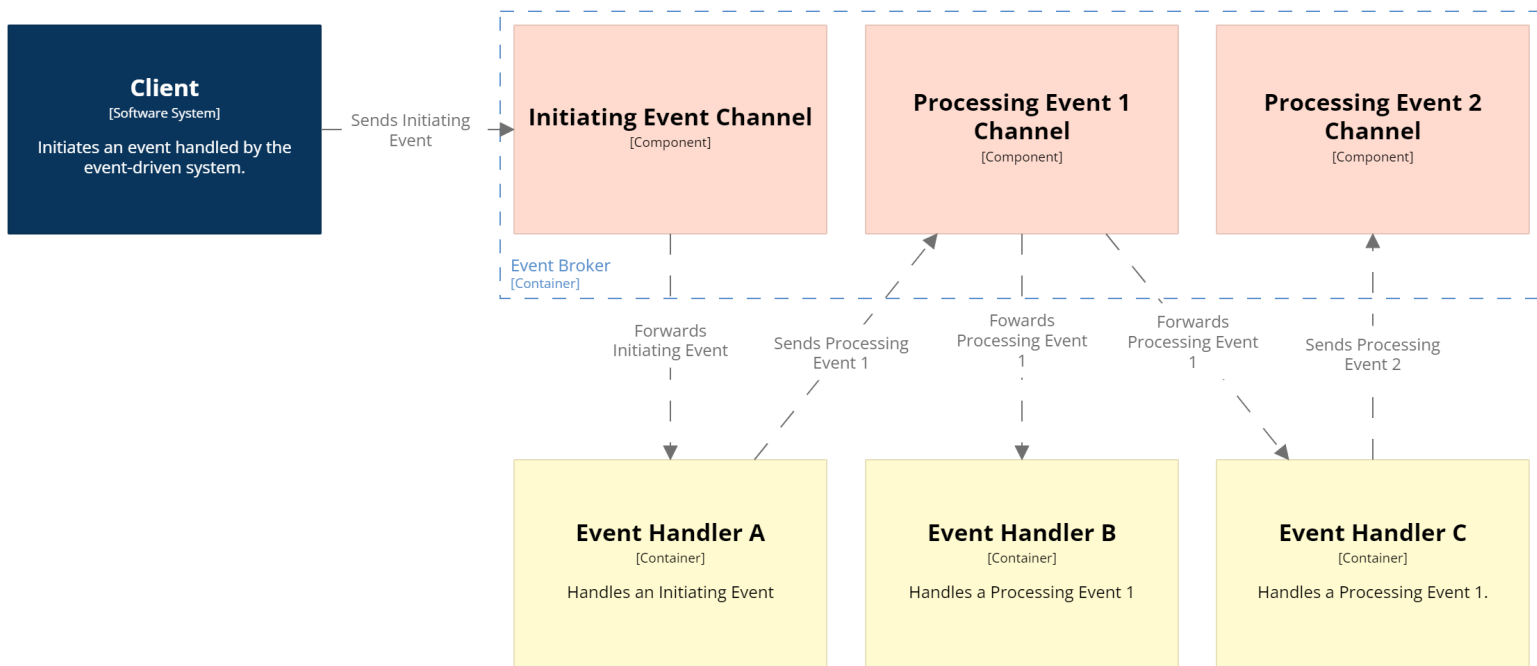 Client
[Software System]
Initiates an event handled by the
event-driven system.
Sends Initiating
Event
Initiating Event Channel
[Component]
Processing Event 1
Channel
[Component]
Processing Event 2
Channel
[Component]
Event Broker
[Container]
Forwards
Initiating Event
Sends Processing
Event 1
Fowards
Processing Event
1
Forwards
Processing Event
1
Sends Processing
Event 2
Event Handler A
[Container]
Handles an Initiating Event
Event Handler B
[Container]
Handles a Processing Event 1
Event Handler C
[Container]
Handles a Processing Event 1.